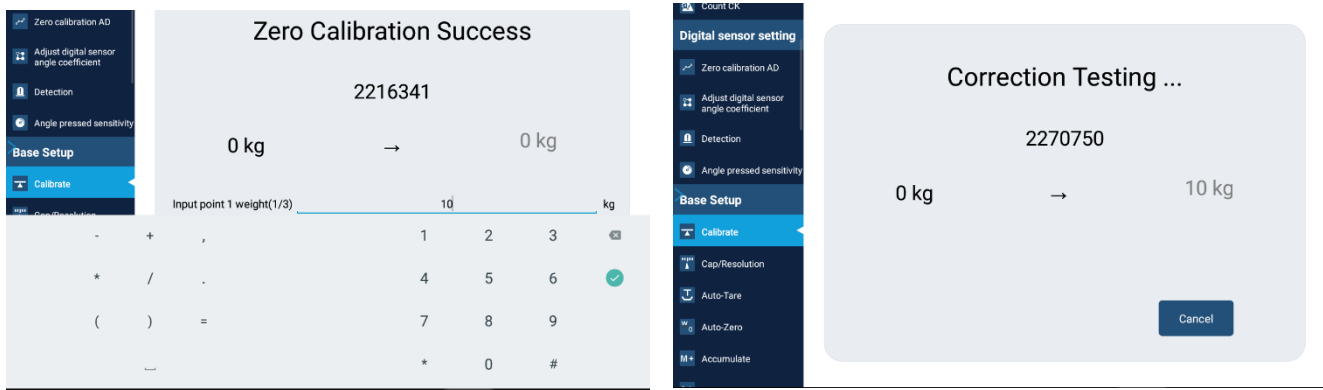 Zero calibration AD
Adjust digital sensor
angle coefficient
Detection
Angle pressed sensitivity
Base Setup
Calibrate
Cap/Resolution
Zero Calibration Success
2216341
0 kg → 0 kg
Input point 1 weight(1/3) 10 kg
- + , 1 2 3
* / . 4 5 6
( ) = 7 8 9
* 0 #
Count CK
Digital sensor setting
Zero calibration AD
Adjust digital sensor
angle coefficient
Detection
Angle pressed sensitivity
Base Setup
Calibrate
Cap/Resolution
Auto-Tare
W0 Auto-Zero
M+ Accumulate
Correction Testing ...
2270750
0 kg → 10 kg
Cancel